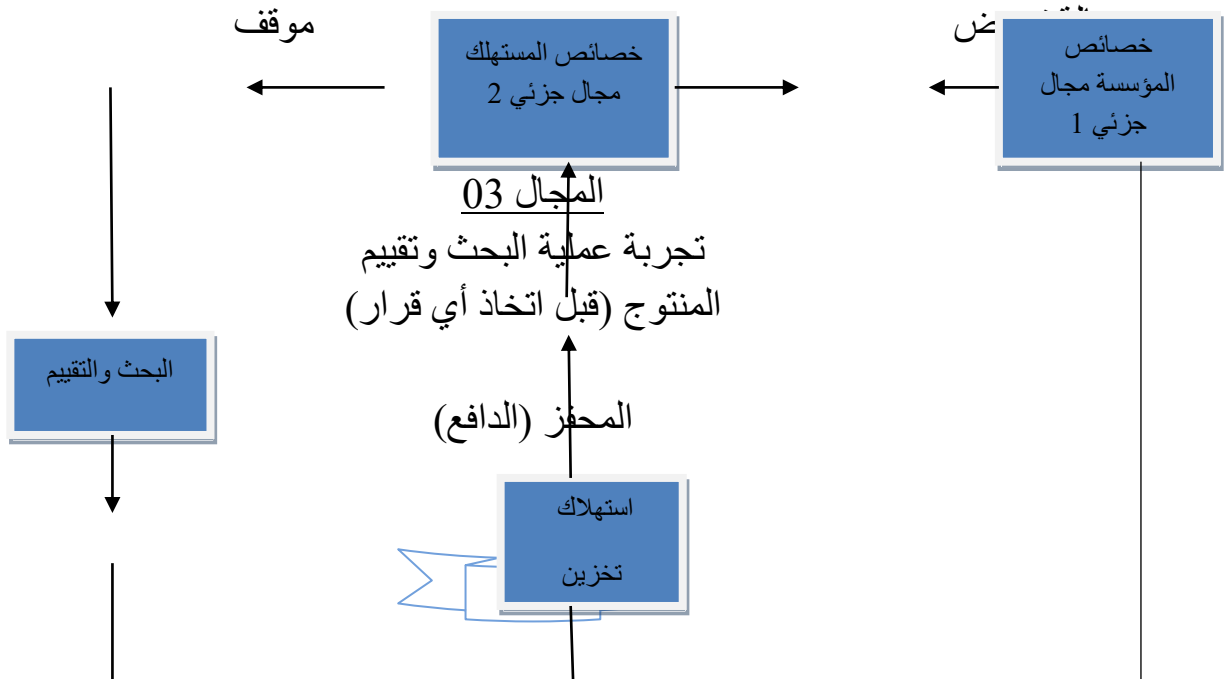 موقف
خصائص
المؤسسة مجال
جزئي 1
خصائص المستهلك
مجال جزئي 2
المجال 03
تجربة عملية البحث وتقييم
المنتوج (قبل اتخاذ أي قرار)
البحث والتقييم
المحفز (الدافع)
استهلاك
تخزين